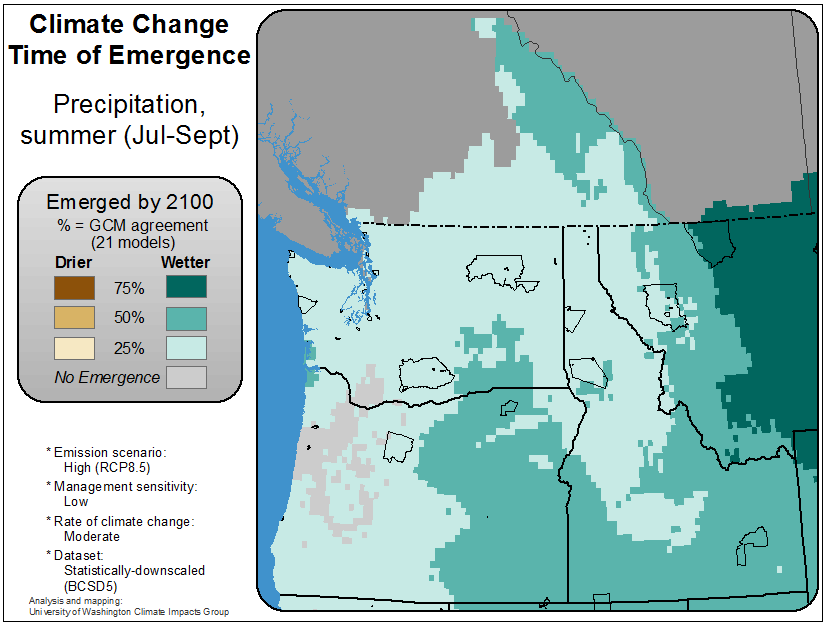 Climate Change
Time of Emergence
Precipitation,
summer (Jul-Sept)
Emerged by 2100
% = GCM agreement
(21 models)
Drier Wetter
75%
50%
25%
No Emergence
* Emission scenario:
High (RCP8.5)
* Management sensitivity:
Low
* Rate of climate change:
Moderate
* Dataset:
Statistically-downscaled
(BCSD5)
Analysis and mapping:
University of Washington Climate Impacts Group